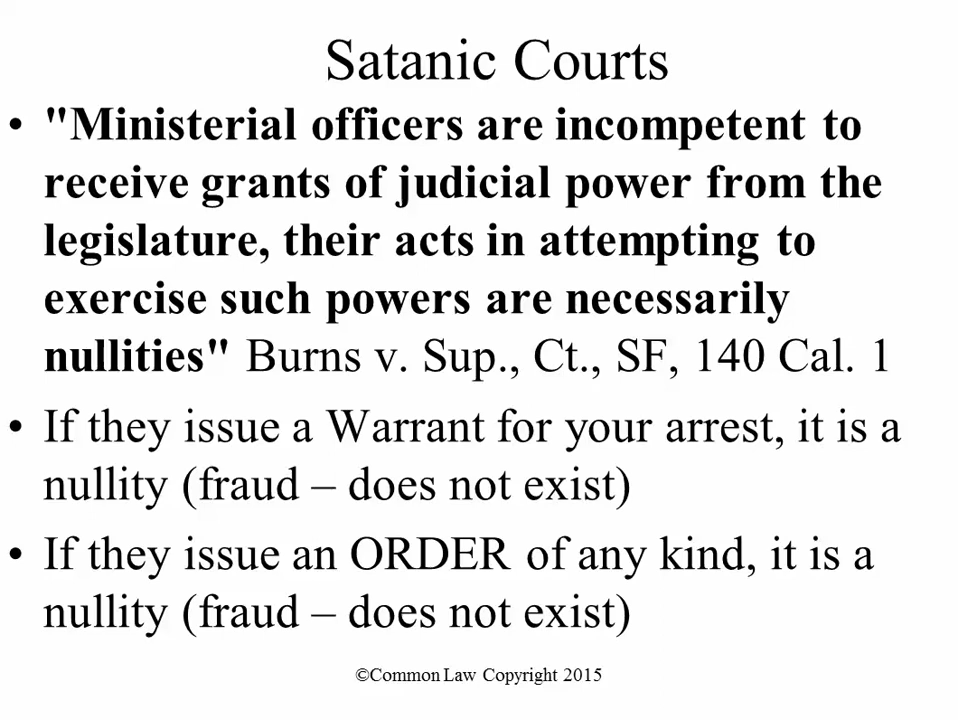 Satanic Courts
• "Ministerial officers are incompetent to
receive grants of judicial power from the
legislature, their acts in attempting to
exercise such powers are necessarily
nullities" Burns v. Sup., Ct., SF, 140 Cal. 1
• If they issue a Warrant for your arrest, it is a
nullity (fraud – does not exist)
• If they issue an ORDER of any kind, it is a
nullity (fraud – does not exist)
©Common Law Copyright 2015